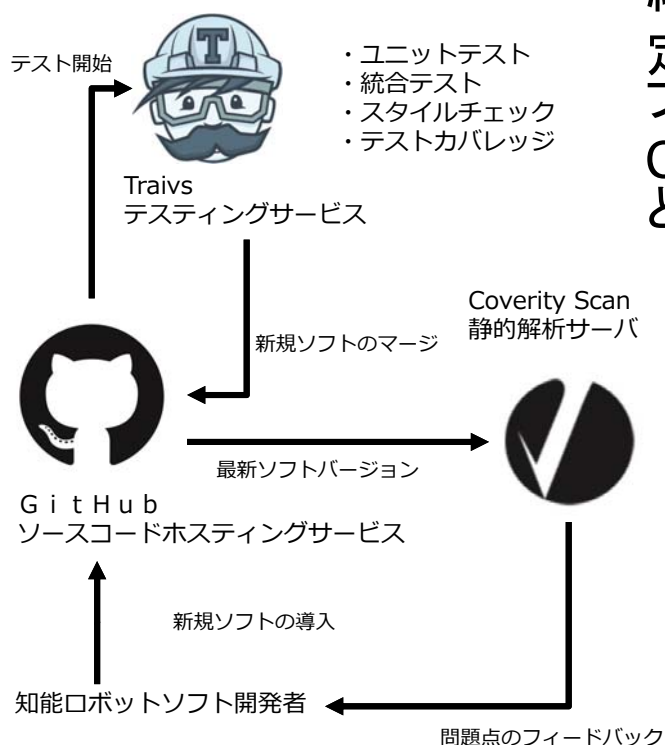 テスト開始
T
・ユニットテスト
・統合テスト
・スタイルチェック
・テストカバレッジ
Traivs
テスティングサービス
新規ソフトのマージ
Coverity Scan
静的解析サーバ
最新ソフトバージョン
ＧｉｔＨｕｂ
ソースコードホスティングサービス
新規ソフトの導入
知能ロボットソフト開発者
問題点のフィードバック
定
と